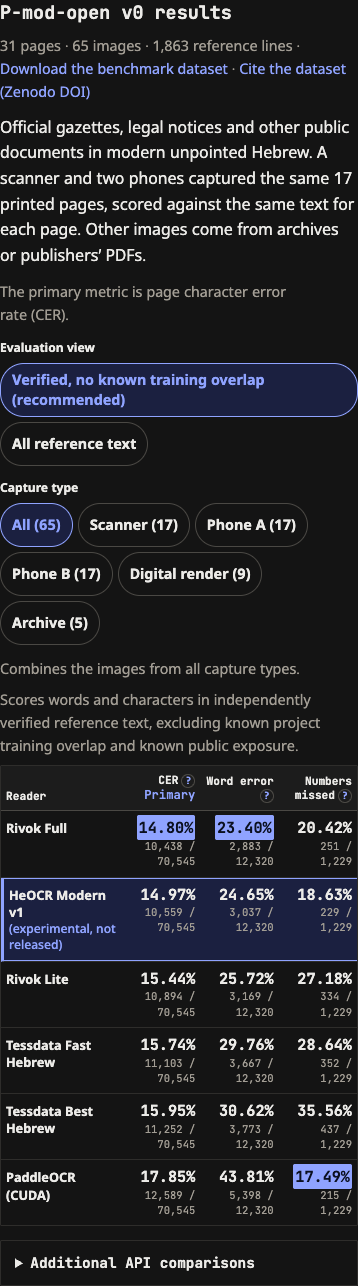 P-mod-open v0 results
31 pages · 65 images · 1,863 reference lines ·
Download the benchmark dataset · Cite the dataset
(Zenodo DOI)
Official gazettes, legal notices and other public
documents in modern unpointed Hebrew. A
scanner and two phones captured the same 17
printed pages, scored against the same text for
each page. Other images come from archives
or publishers’ PDFs.
The primary metric is page character error
rate (CER).
Evaluation view
Verified, no known training overlap
(recommended)
All reference text
Capture type
All (65) Scanner (17) Phone A (17)
Phone B (17) Digital render (9)
Archive (5)
Combines the images from all capture types.
Scores words and characters in independently
verified reference text, excluding known project
training overlap and known public exposure.
Reader CER ? Primary Word error ? Numbers missed ?
Rivok Full 14.80% 23.40% 20.42%
10,438 / 2,883 / 251 /
70,545 12,320 1,229
HeOCR Modern 14.97% 24.65% 18.63%
v1 10,559 / 3,037 / 229 /
(experimental, not 70,545 12,320 1,229
released)
Rivok Lite 15.44% 25.72% 27.18%
10,894 / 3,169 / 334 /
70,545 12,320 1,229
Tessdata Fast 15.74% 29.76% 28.64%
Hebrew 11,103 / 3,667 / 352 /
70,545 12,320 1,229
Tessdata Best 15.95% 30.62% 35.56%
Hebrew 11,252 / 3,773 / 437 /
70,545 12,320 1,229
PaddleOCR 17.85% 43.81% 17.49%
(CUDA) 12,589 / 5,398 / 215 /
70,545 12,320 1,229
▶ Additional API comparisons